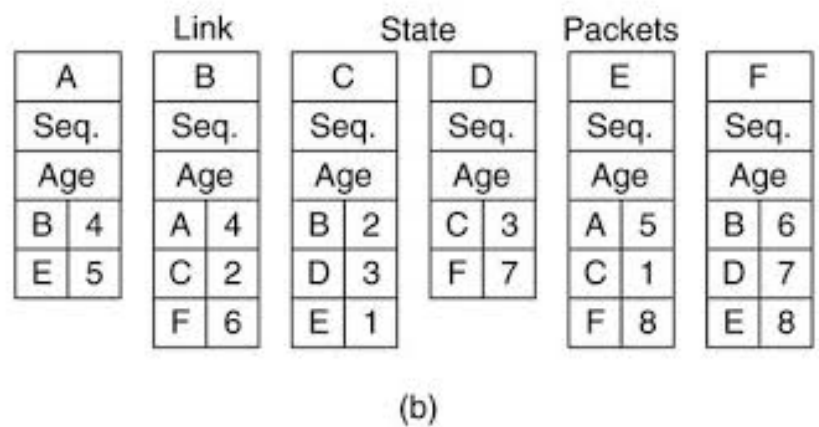 Link State Packets
A B C D E F
Seq. Seq. Seq. Seq. Seq. Seq.
Age Age Age Age Age Age
B 4 A 4 B 2 C 3 A 5 B 6
E 5 C 2 D 3 F 7 C 1 D 7
F 6 E 1 F 8 E 8
(b)